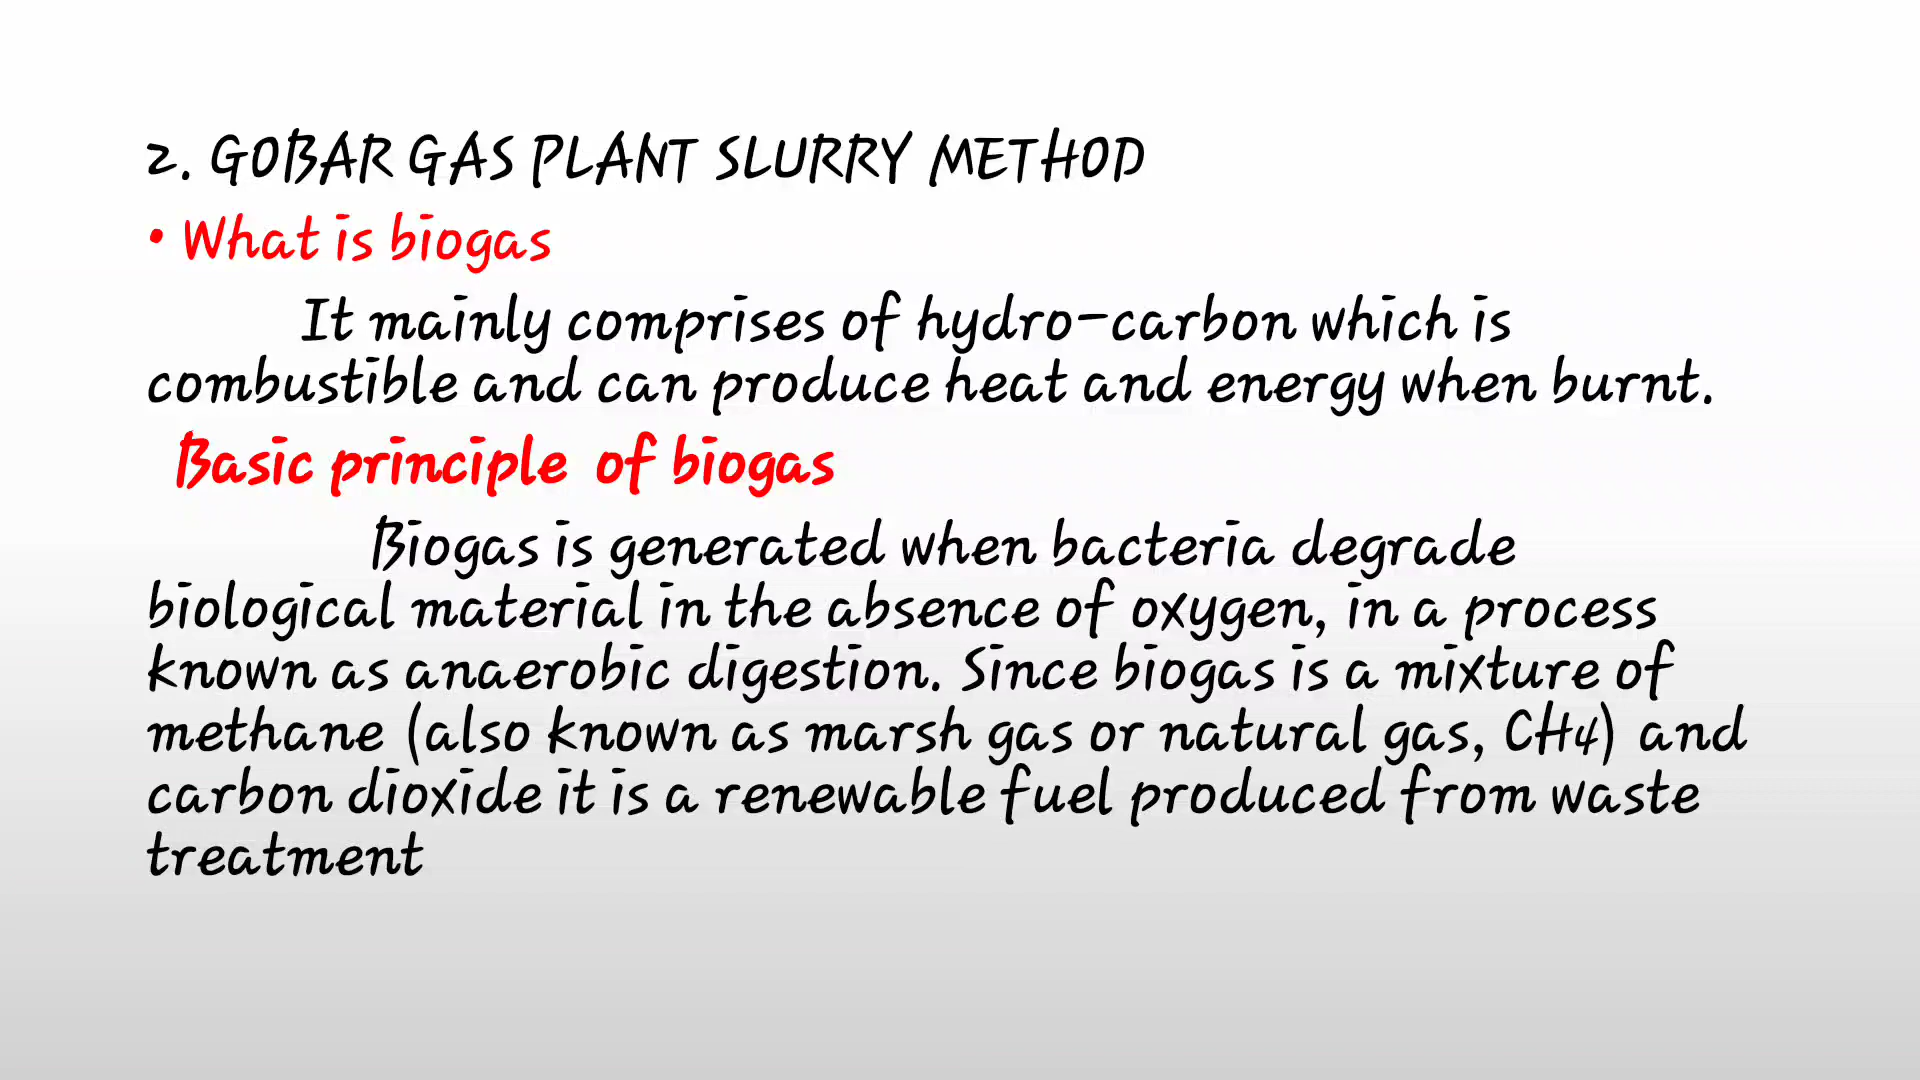 2. GOBAR GAS PLANT SLURRY METHOD
• What is biogas
It mainly comprises of hydro-carbon which is
combustible and can produce heat and energy when burnt.
Basic principle of biogas
Biogas is generated when bacteria degrade
biological material in the absence of oxygen, in a process
known as anaerobic digestion. Since biogas is a mixture of
methane (also known as marsh gas or natural gas, CH4) and
carbon dioxide it is a renewable fuel produced from waste
treatment